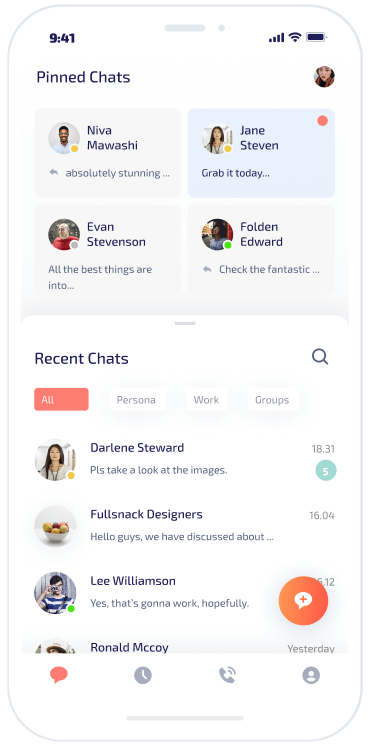 9:41
Pinned Chats
Niva
Mawashi
absolutely stunning ...
Jane
Steven
Grab it today...
Evan
Stevenson
All the best things are
into...
Folden
Edward
Check the fantastic ...
Recent Chats
All
Persona
Work
Groups
Darlene Steward
18.31
Pls take a look at the images.
5
Fullsnack Designers
16.04
Hello guys, we have discussed about ...
Lee Williamson
6.12
Yes, that's gonna work, hopefully.
Ronald Mccoy
Yesterday